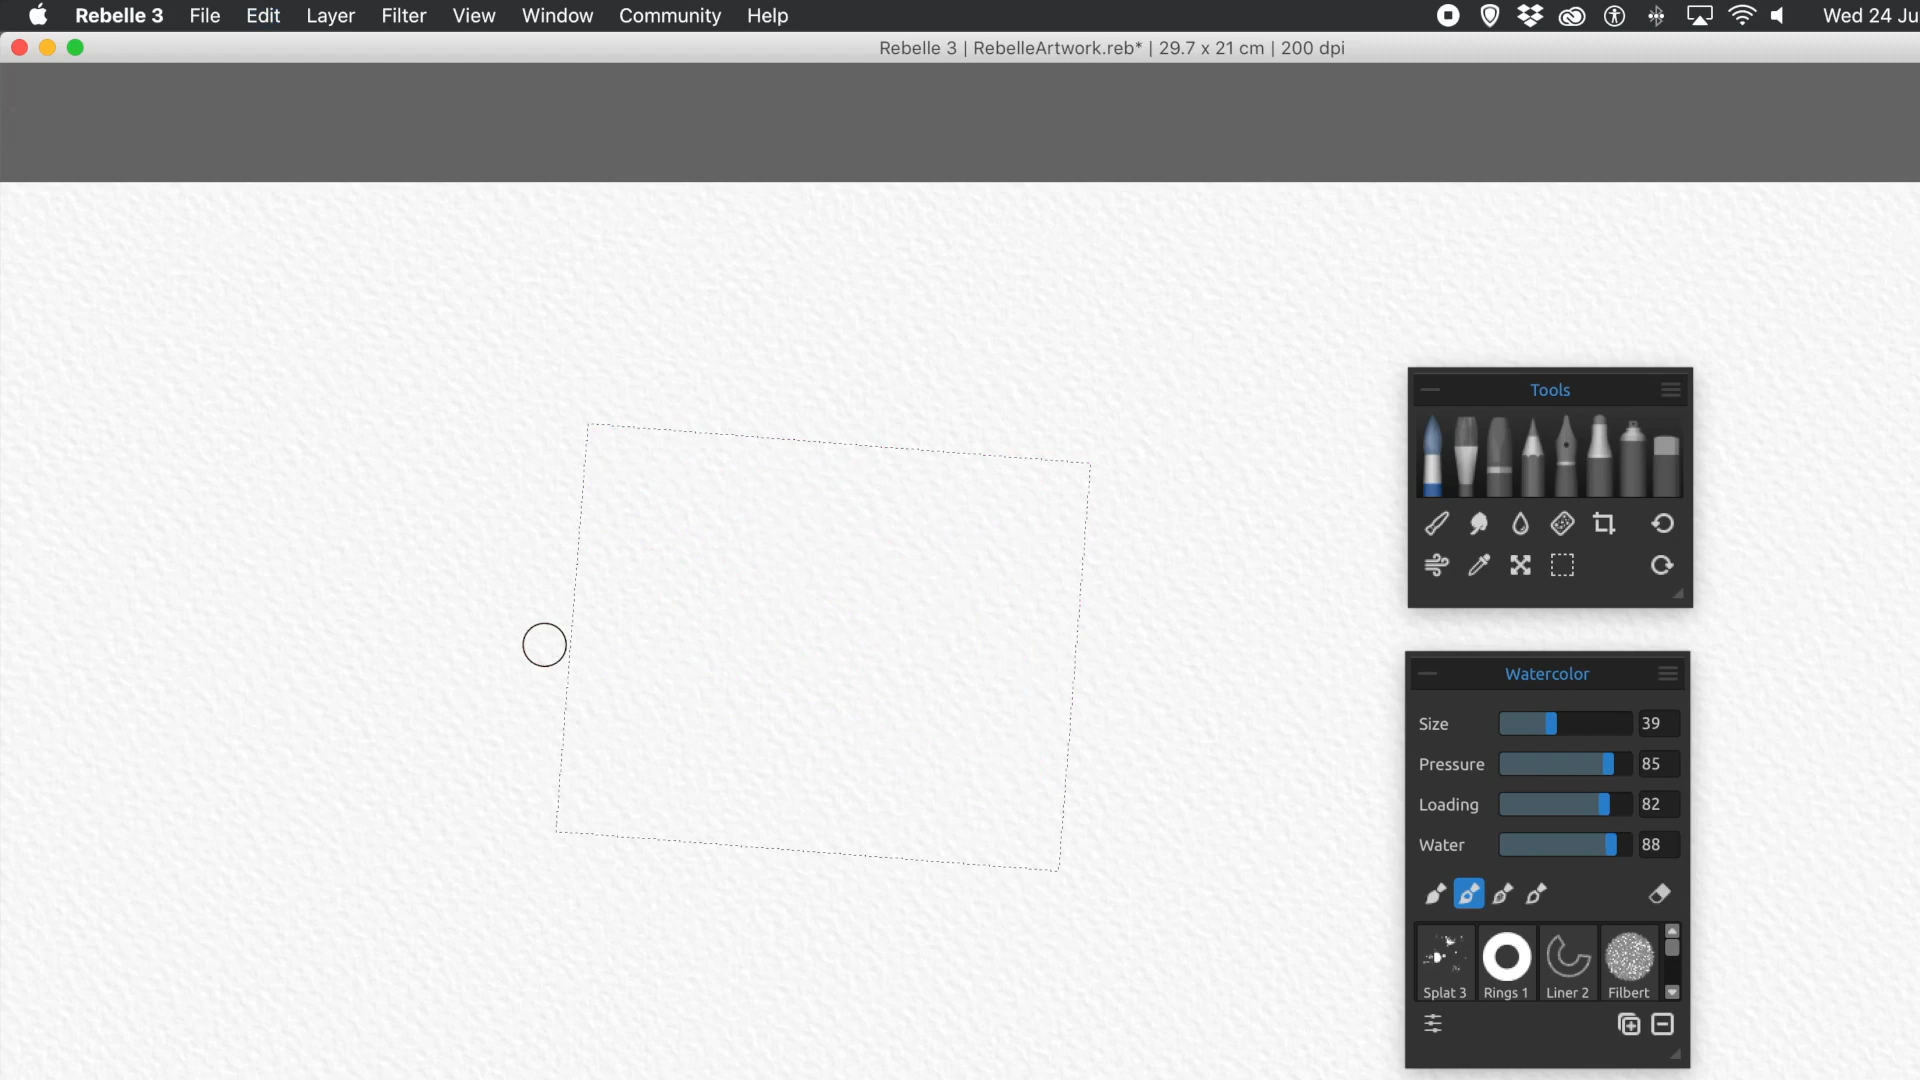 Rebelle 3 File Edit Layer Filter View Window Community Help Wed 24 Ju
Rebelle 3 | RebelleArtwork.reb* | 29.7 x 21 cm | 200 dpi
Tools
Watercolor
Size 39
Pressure 85
Loading 82
Water 88
Splat 3 Rings 1 Liner 2 Filbert